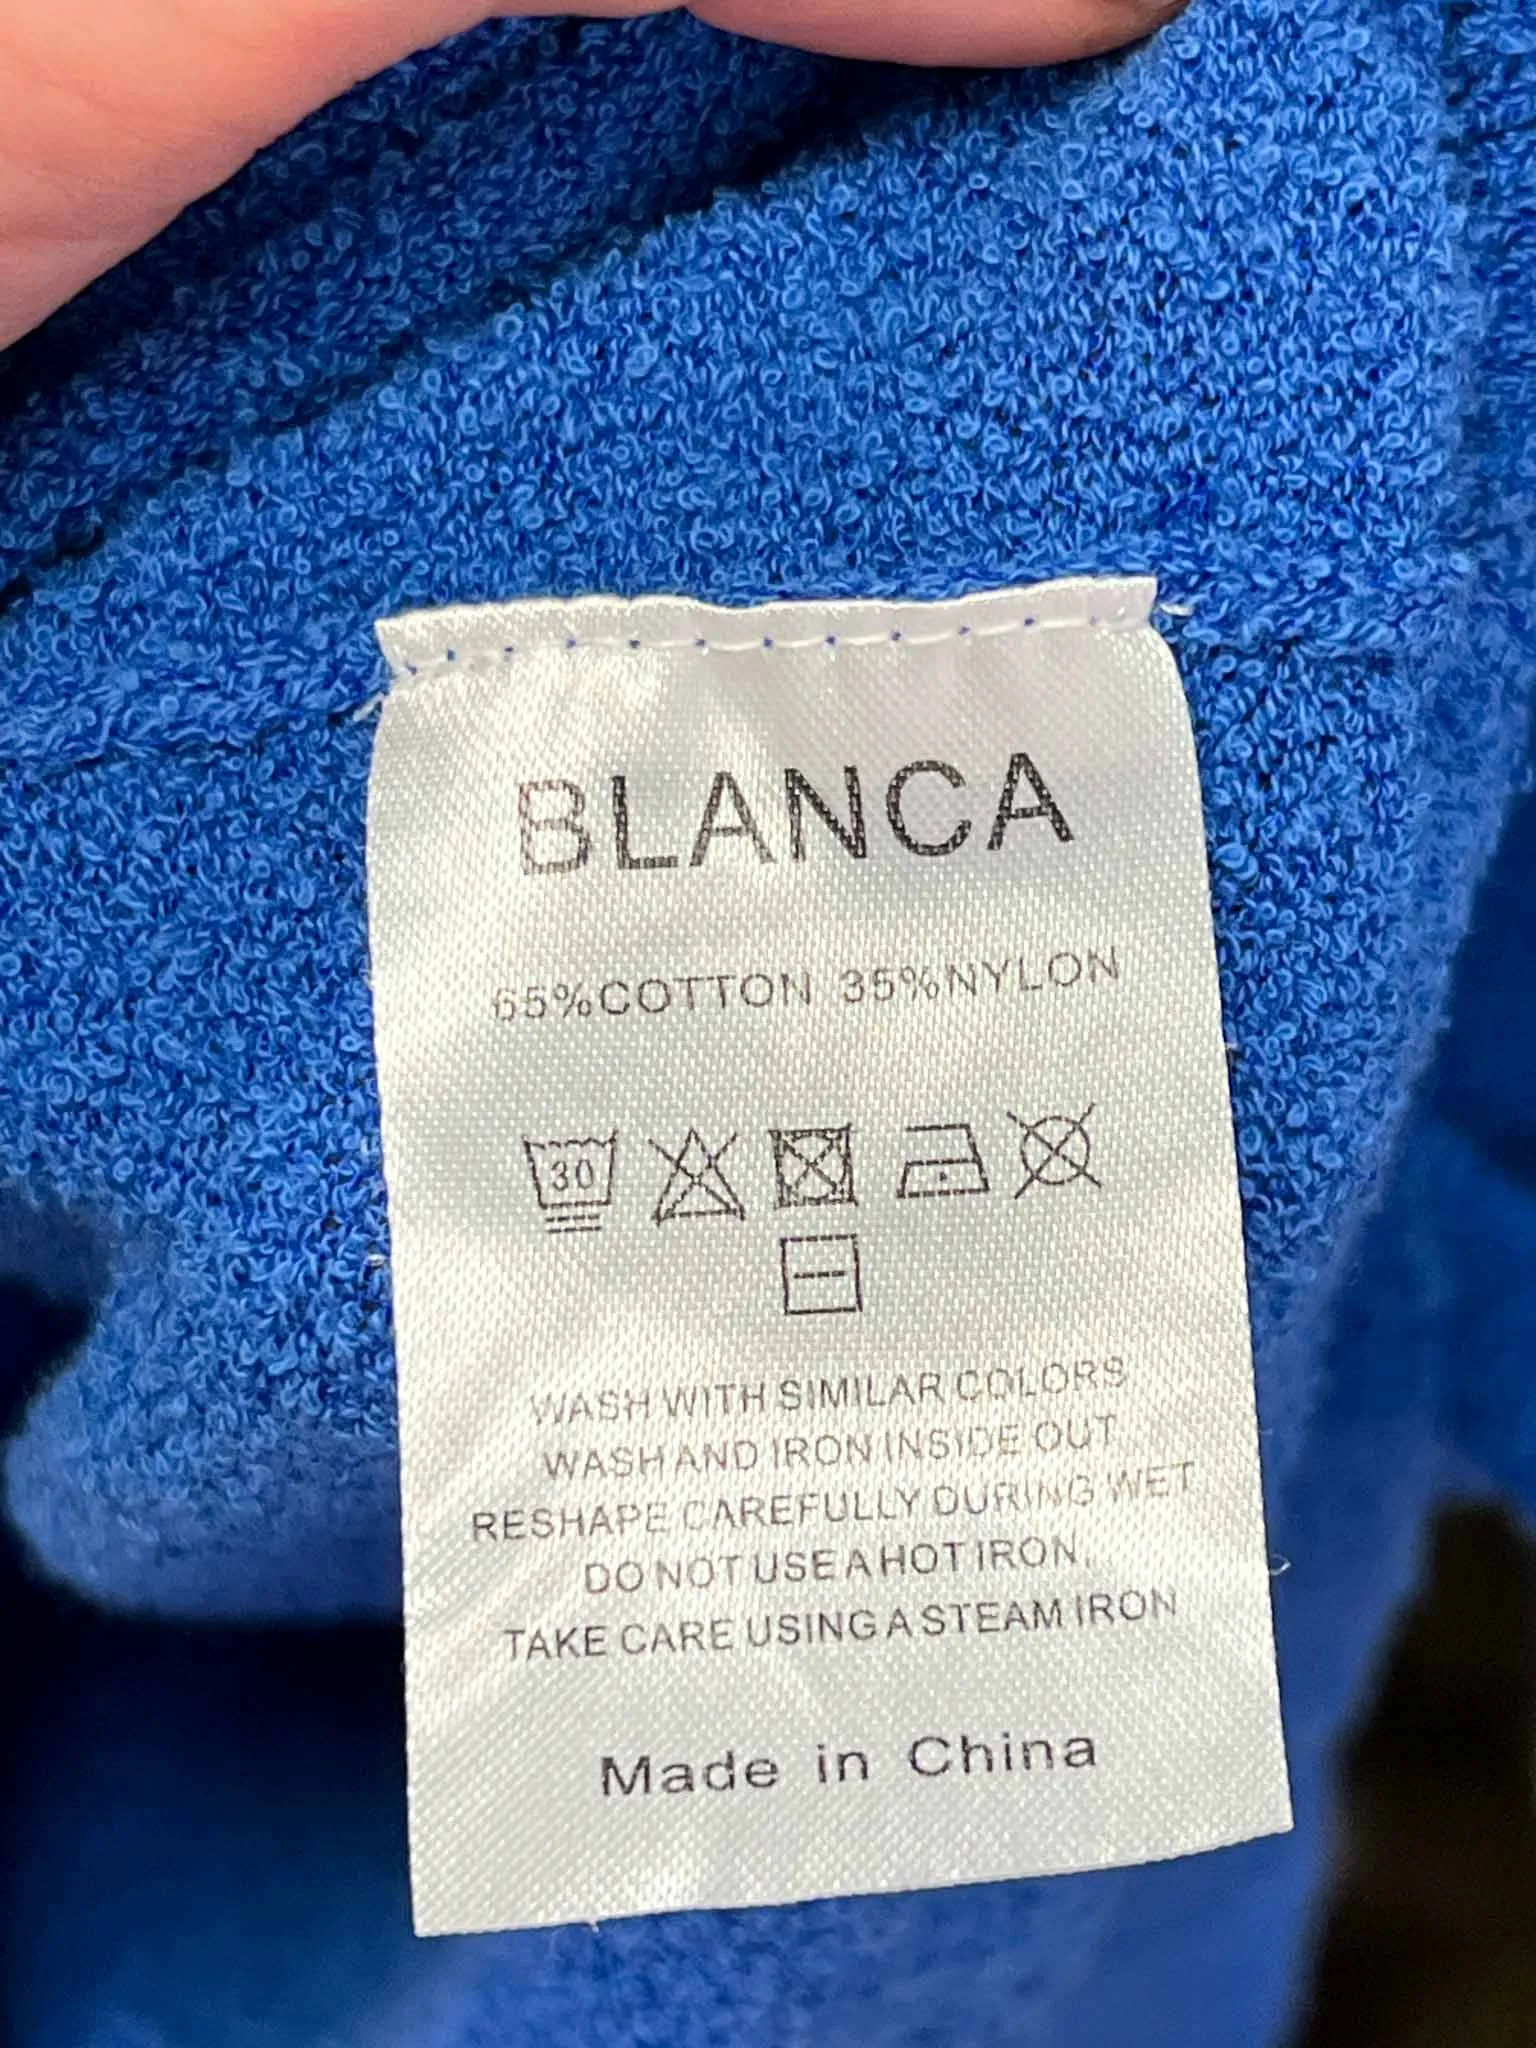 BLANCA
65%COTTON 35%NYLON
30
WASH WITH SIMILAR COLORS
WASH AND IRON INSIDE OUT
RESHAPE CAREFULLY DURING WET
DO NOT USE A HOT IRON.
TAKE CARE USING A STEAM IRON
Made in China